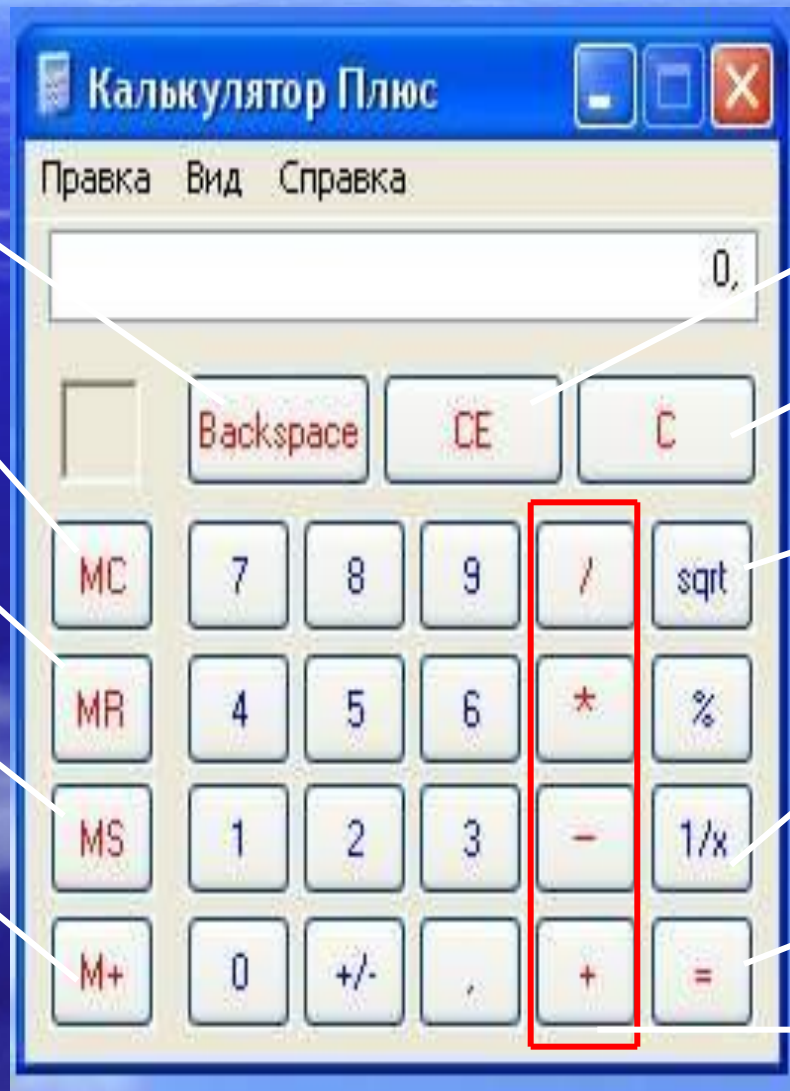 Калькулятор Плюс
Правка Вид Справка
0,
Backspace CE C
MC 7 8 9 / sqrt
MR 4 5 6 * %
MS 1 2 3 - 1/x
M+ 0 +/- , + =